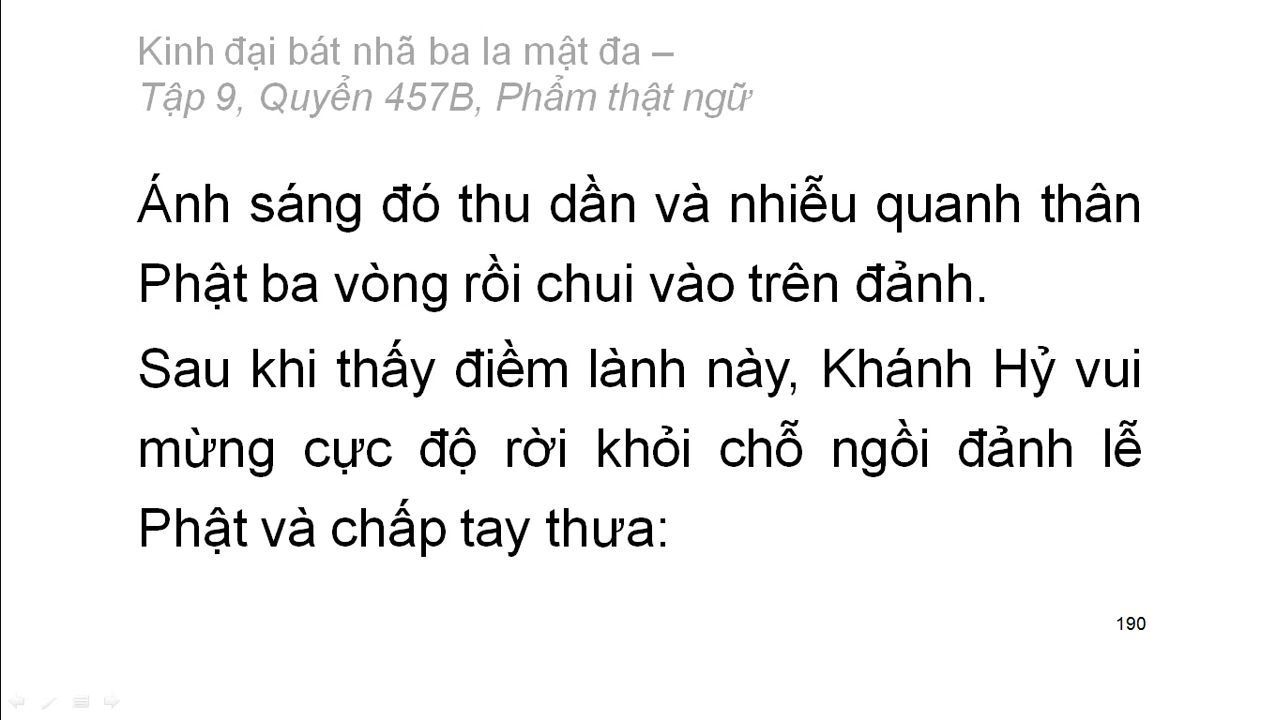 Kinh đại bát nhã ba la mật đa –
Tập 9, Quyển 457B, Phẩm thật ngữ
Ánh sáng đó thu dần và nhiễu quanh thân
Phật ba vòng rồi chui vào trên đảnh.
Sau khi thấy điềm lành này, Khánh Hỷ vui
mừng cực độ rời khỏi chỗ ngồi đảnh lễ
Phật và chấp tay thưa:
190